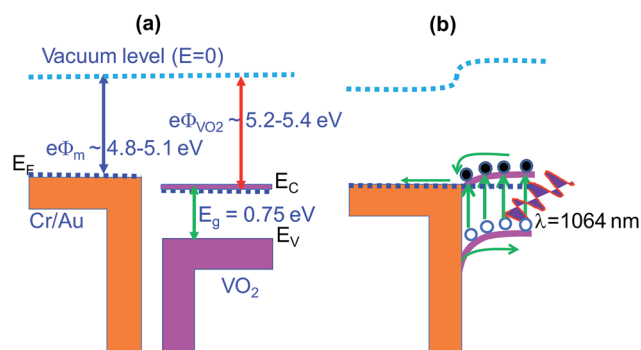 (a)
(b)
Vacuum level (E=0)
eΦm ~ 4.8-5.1 eV
eΦVO2 ~ 5.2-5.4 eV
EF
EC
Cr/Au
Eg = 0.75 eV
EV
VO2
λ=1064 nm